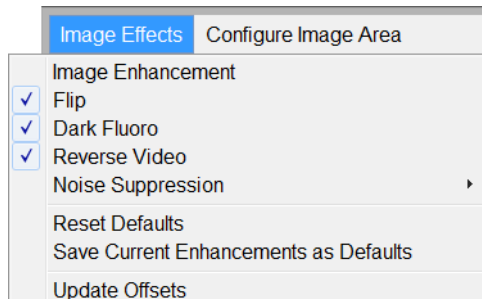 Image Effects Configure Image Area
Image Enhancement
Flip
Dark Fluoro
Reverse Video
Noise Suppression
Reset Defaults
Save Current Enhancements as Defaults
Update Offsets